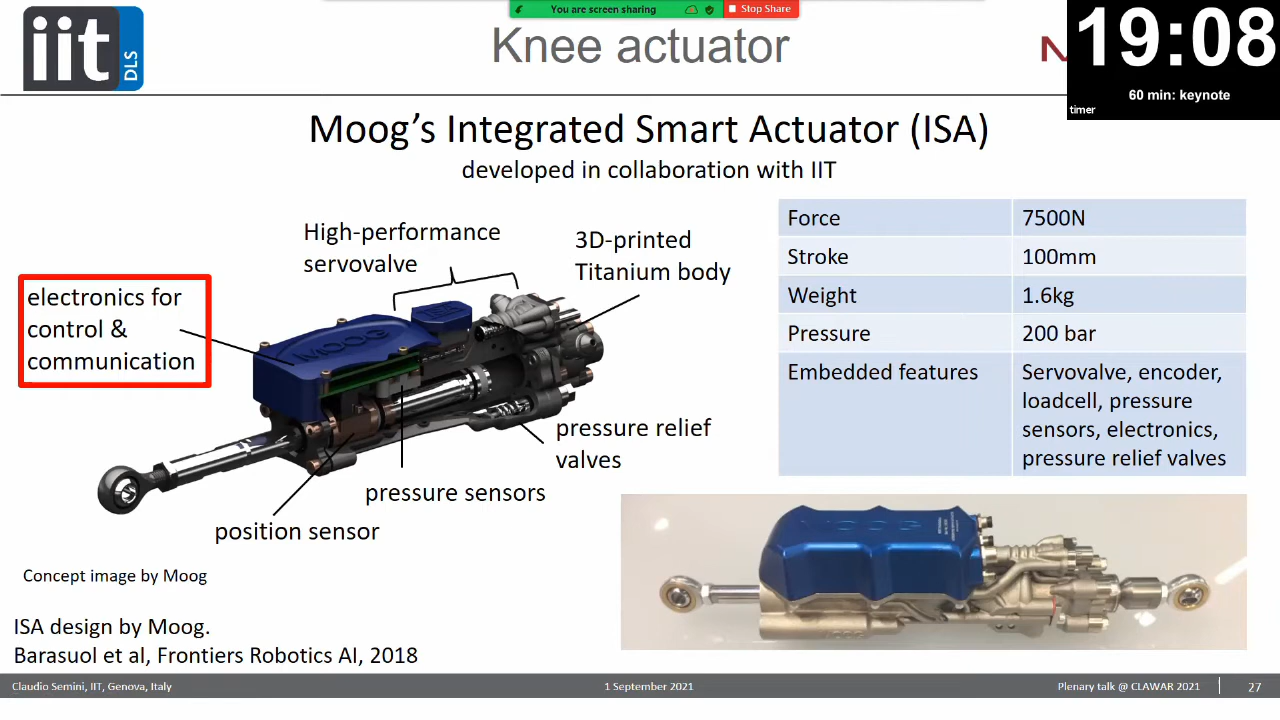 You are screen sharing
Stop Share
iit
DLS
Knee actuator
19:08
60 min: keynote
timer
Moog’s Integrated Smart Actuator (ISA)
developed in collaboration with IIT
High-performance
servovalve
3D-printed
Titanium body
electronics for
control &
communication
MOOG
pressure relief
valves
pressure sensors
position sensor
Force 7500N
Stroke 100mm
Weight 1.6kg
Pressure 200 bar
Embedded features Servovalve, encoder,
loadcell, pressure
sensors, electronics,
pressure relief valves
Concept image by Moog
MOOG
ISA design by Moog.
Barasuol et al, Frontiers Robotics AI, 2018
Claudio Semini, IIT, Genova, Italy
1 September 2021
Plenary talk @ CLAWAR 2021
27